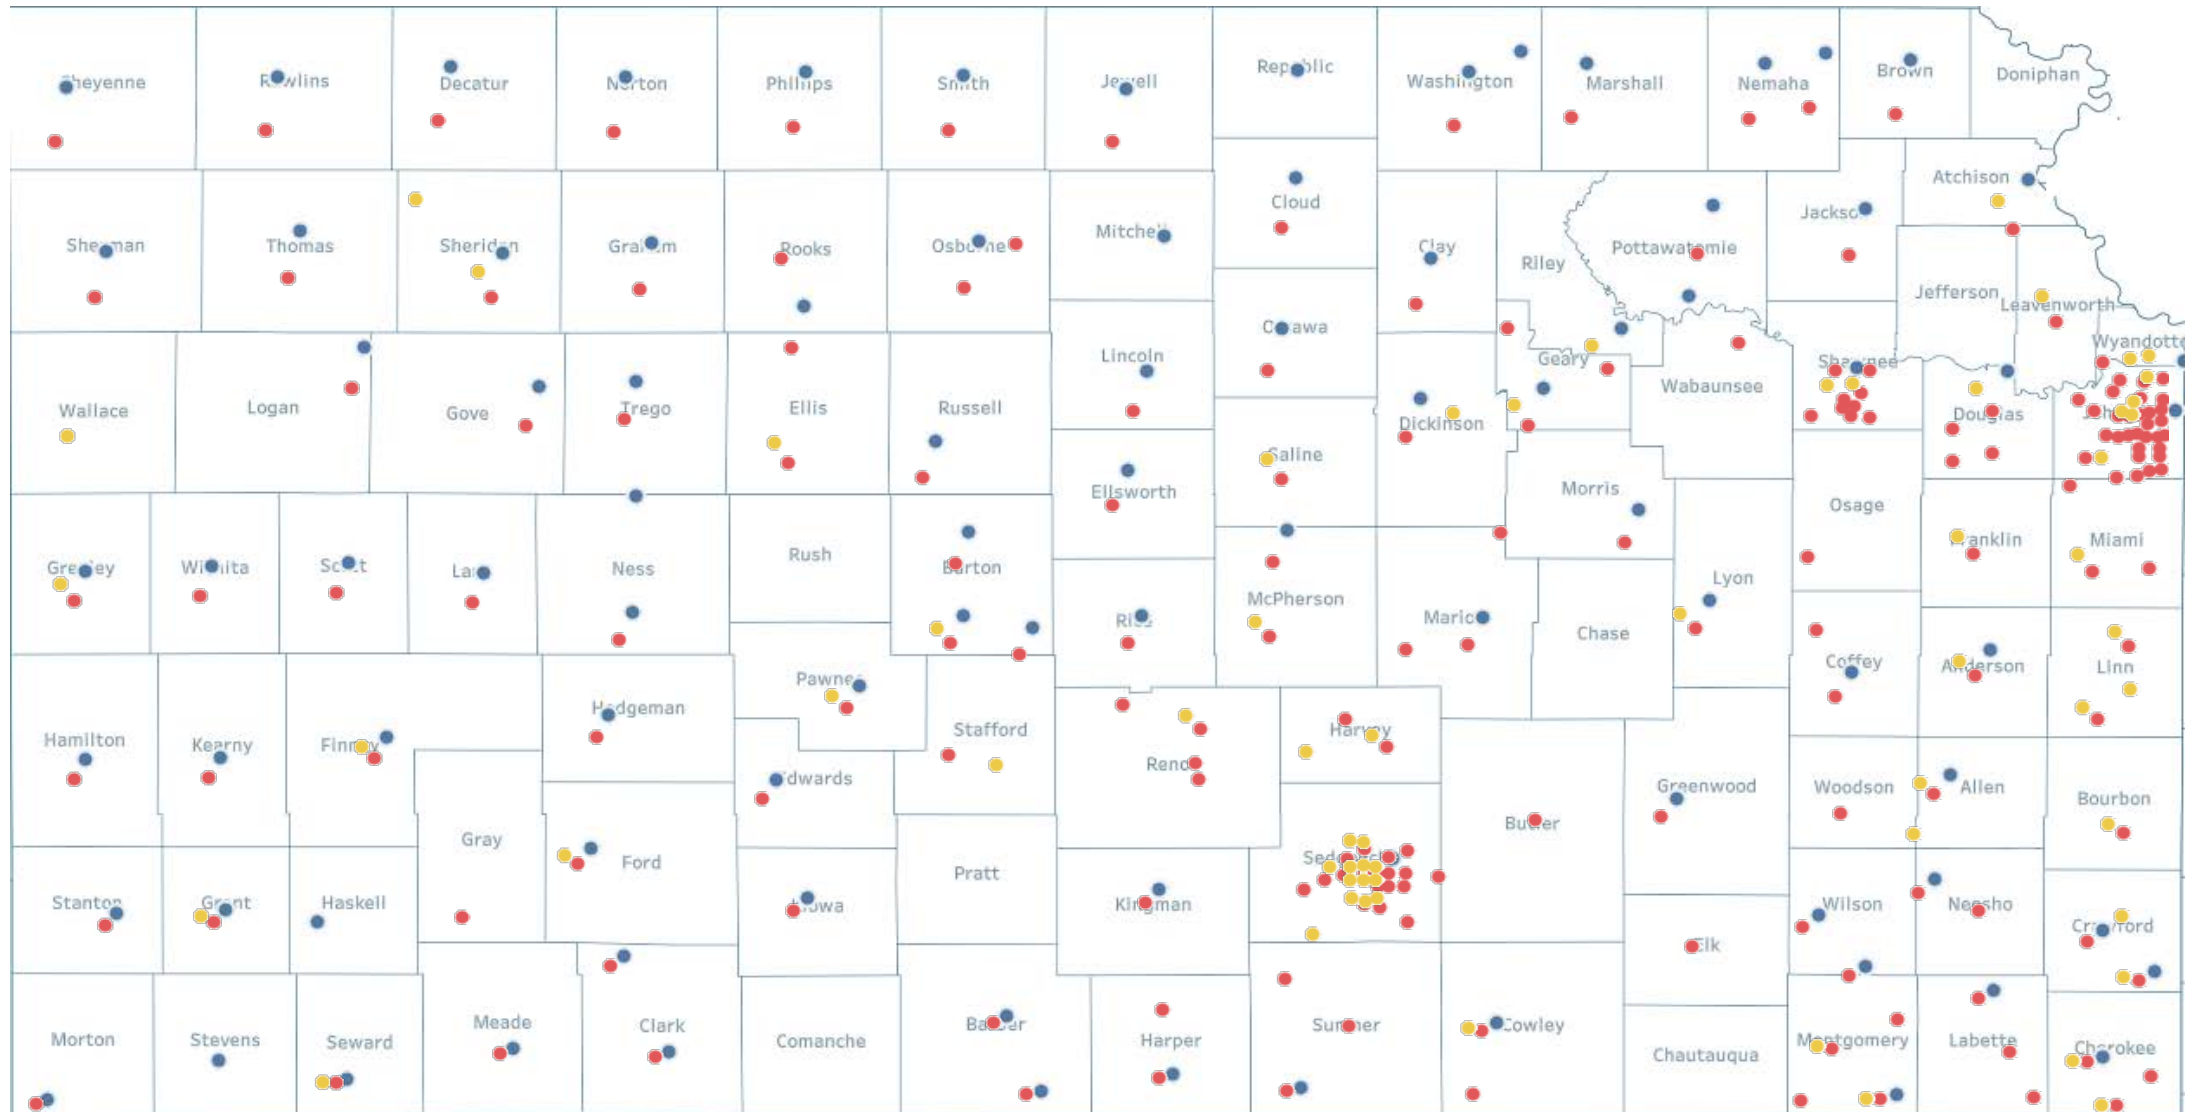 Cheyenne
Rawlins
Decatur
Norton
Phillips
Smith
Jewell
Republic
Washington
Marshall
Nemaha
Brown
Doniphan
Sherman
Thomas
Sheridan
Graham
Rooks
Osborne
Mitchell
Cloud
Clay
Riley
Pottawatomie
Jackson
Atchison
Jefferson
Leavenworth
Wyandotte
Wallace
Logan
Gove
Trego
Ellis
Russell
Lincoln
Ottawa
Saline
Dickinson
Geary
Wabaunsee
Shawnee
Douglas
Joh
Greeley
Wichita
Scott
Lane
Ness
Rush
Barton
Ellsworth
Rice
McPherson
Marion
Morris
Chase
Lyon
Osage
Franklin
Miami
Hamilton
Kearny
Finney
Hodgeman
Pawnee
Stafford
Edwards
Reno
Harvey
Butler
Greenwood
Coffey
Anderson
Linn
Woodson
Allen
Bourbon
Stanton
Grant
Haskell
Gray
Ford
Kiowa
Pratt
Kingman
Sedgwick
Elk
Wilson
Neosho
Crawford
Morton
Stevens
Seward
Meade
Clark
Comanche
Barber
Harper
Sumner
Cowley
Chautauqua
Montgomery
Labette
Cherokee